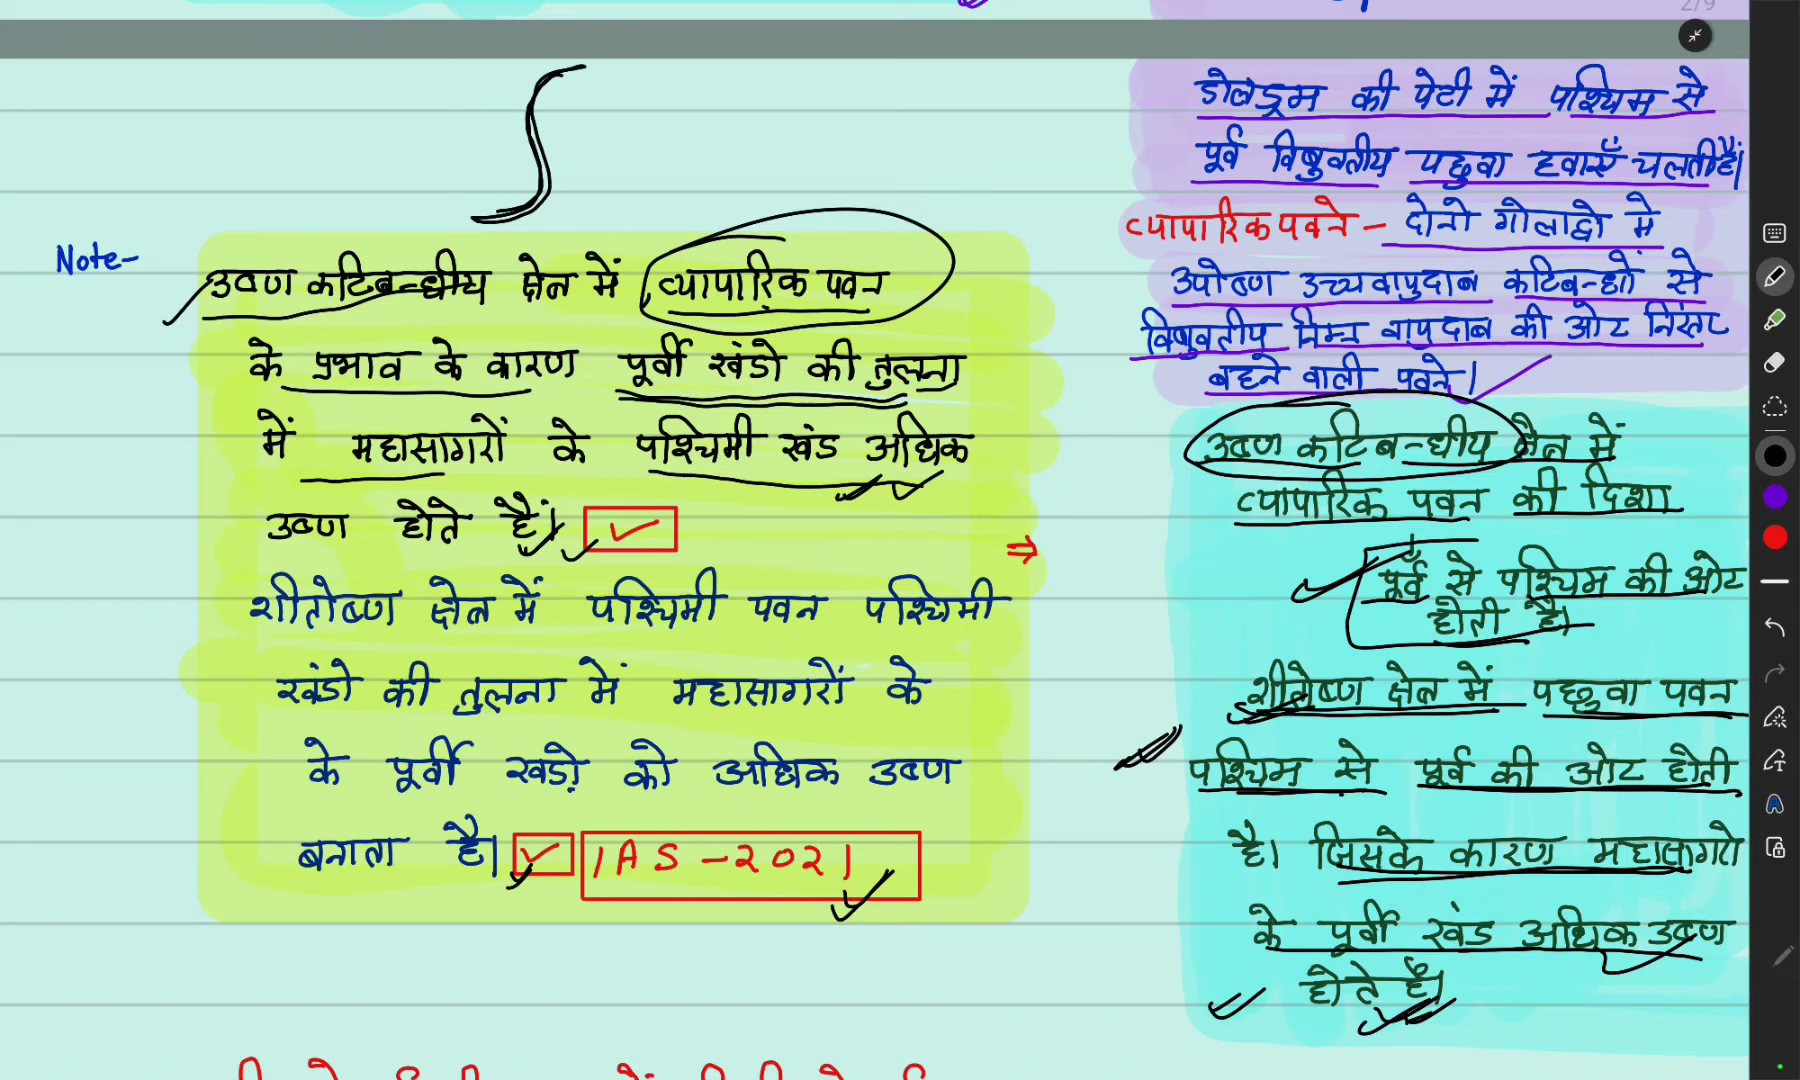 2/9
डोलड्रम की पेटी में पश्चिम से
पूर्व विषुवतीय पछुवा हवाएँ चलती हैं।
व्यापारिक पवने - दोनो गोलार्द्धो मे
उपोष्ण उच्चवायुदाब कटिबन्धों से
विषुवतीय निम्न वायुदाब की ओर निरंतर
बहने वाली पवने।
Note-
उष्ण कटिबन्धीय क्षेत्र में व्यापारिक पवन
के प्रभाव के कारण पूर्वी खंडो की तुलना
में महासागरों के पश्चिमी खंड अधिक
उष्ण होते हैं।
शीतोष्ण क्षेत्र में पश्चिमी पवन पश्चिमी
खंडो की तुलना में महासागरों के
के पूर्वी खंडो को अधिक उष्ण
बनाता है।
IAS-2021
⇒
उष्ण कटिबन्धीय क्षेत्र में
व्यापारिक पवन की दिशा
पूर्व से पश्चिम की ओर
होती है।
शीतोष्ण क्षेत्र में पछुवा पवन
पश्चिम से पूर्व की ओर होती
है। जिसके कारण महासागरो
के पूर्वी खंड अधिक उष्ण
होते हैं।